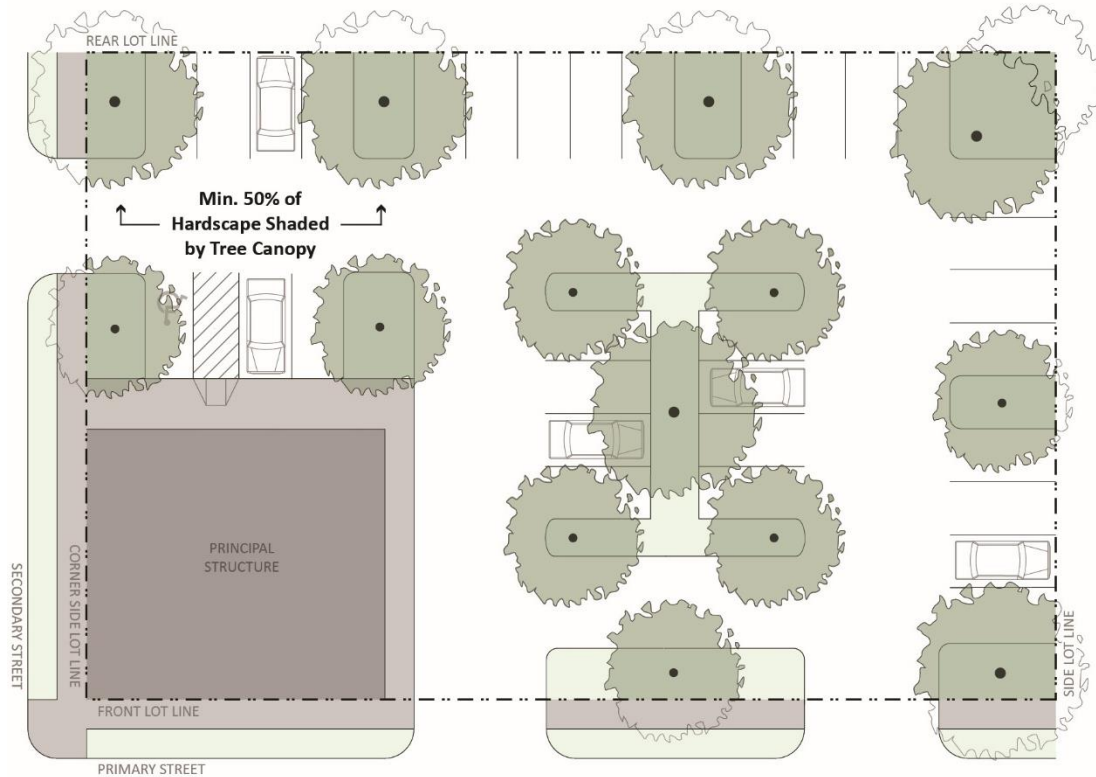 REAR LOT LINE
Min. 50% of
Hardscape Shaded
by Tree Canopy
PRINCIPAL
STRUCTURE
SECONDARY STREET
CORNER SIDE LOT LINE
SIDE LOT LINE
FRONT LOT LINE
PRIMARY STREET